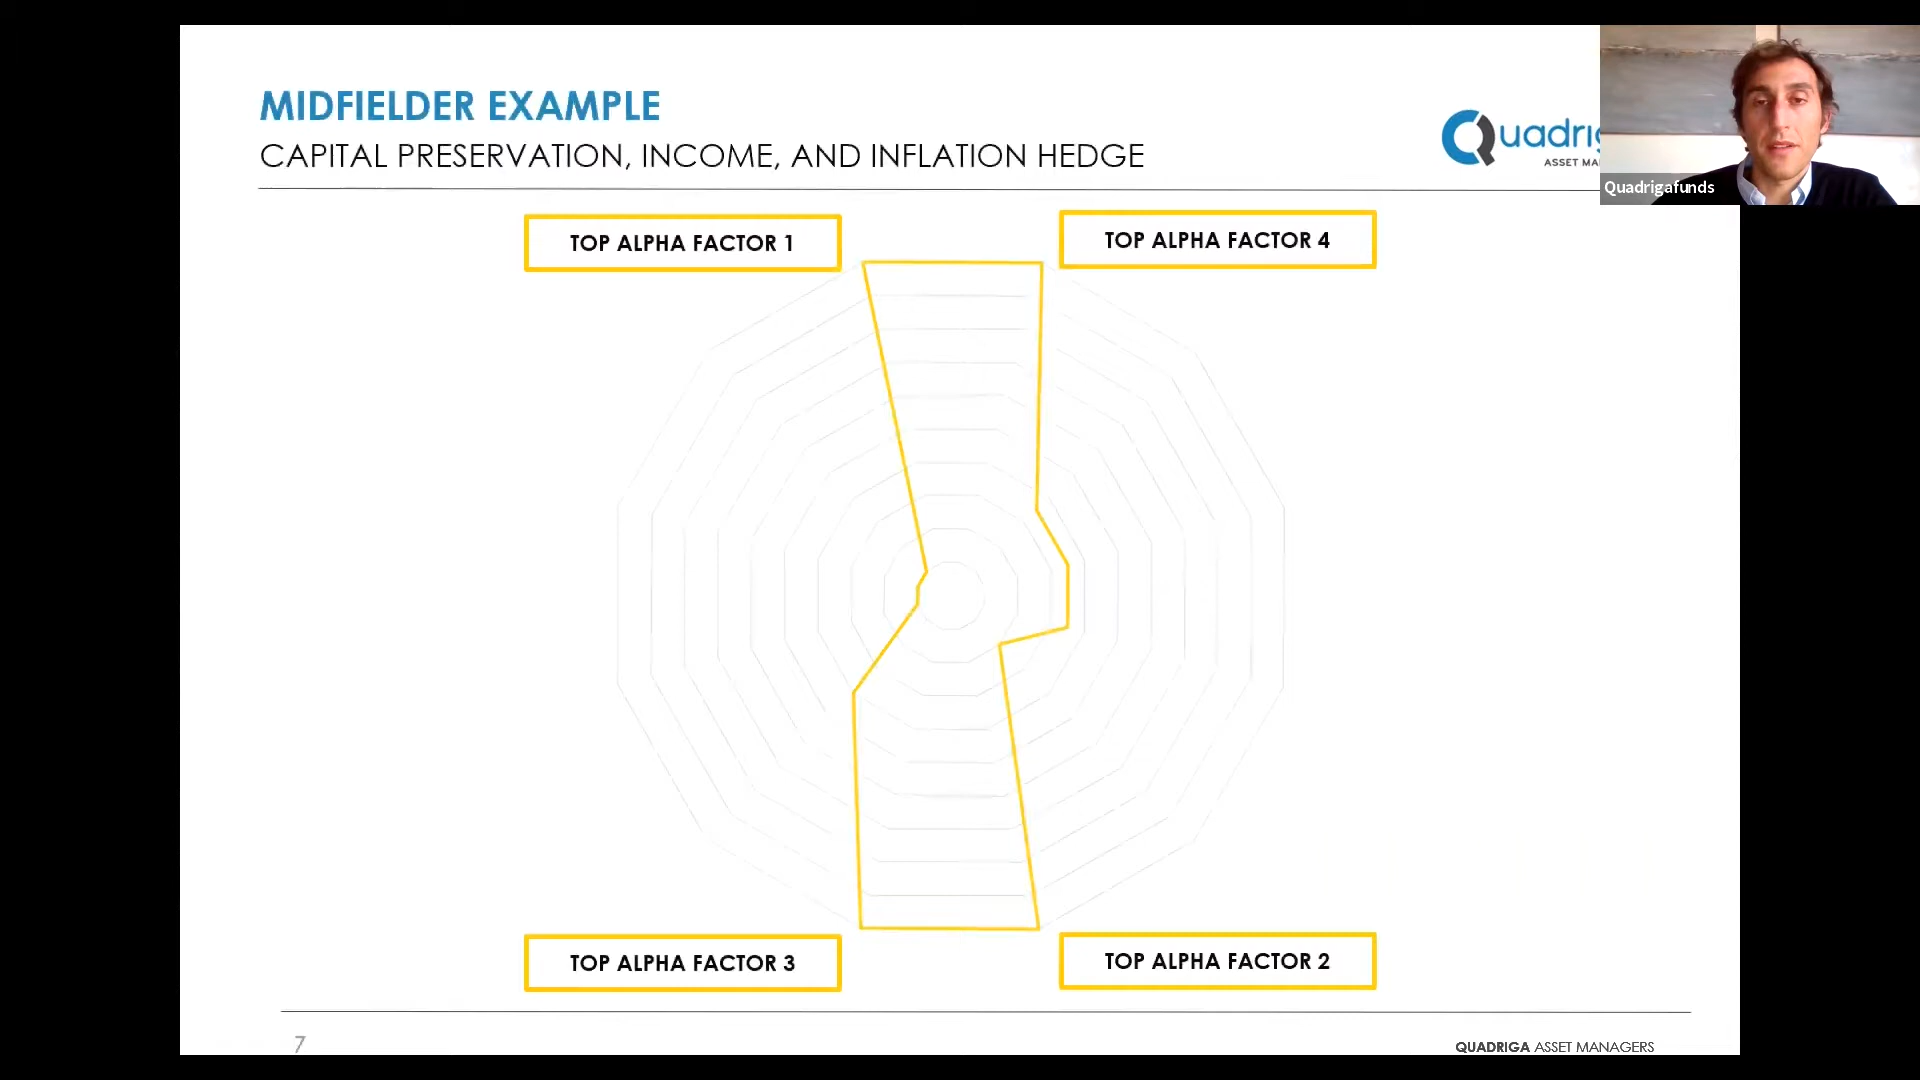 MIDFIELDER EXAMPLE
CAPITAL PRESERVATION, INCOME, AND INFLATION HEDGE
Quadrigafunds
TOP ALPHA FACTOR 1
TOP ALPHA FACTOR 4
TOP ALPHA FACTOR 3
TOP ALPHA FACTOR 2
7
QUADRIGA ASSET MANAGERS